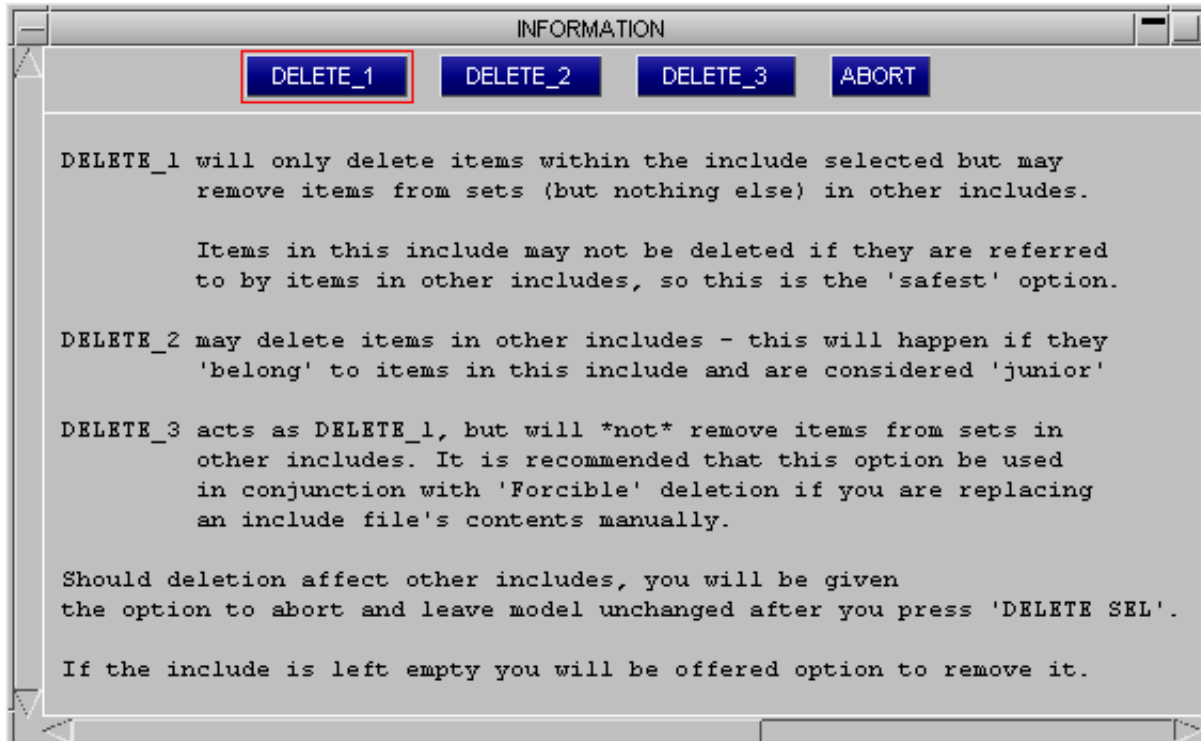 INFORMATION
DELETE_1 DELETE_2 DELETE_3 ABORT
DELETE_1 will only delete items within the include selected but may
remove items from sets (but nothing else) in other includes.
Items in this include may not be deleted if they are referred
to by items in other includes, so this is the 'safest' option.
DELETE_2 may delete items in other includes - this will happen if they
'belong' to items in this include and are considered 'junior'
DELETE_3 acts as DELETE_1, but will *not* remove items from sets in
other includes. It is recommended that this option be used
in conjunction with 'Forcible' deletion if you are replacing
an include file's contents manually.
Should deletion affect other includes, you will be given
the option to abort and leave model unchanged after you press 'DELETE SEL'.
If the include is left empty you will be offered option to remove it.